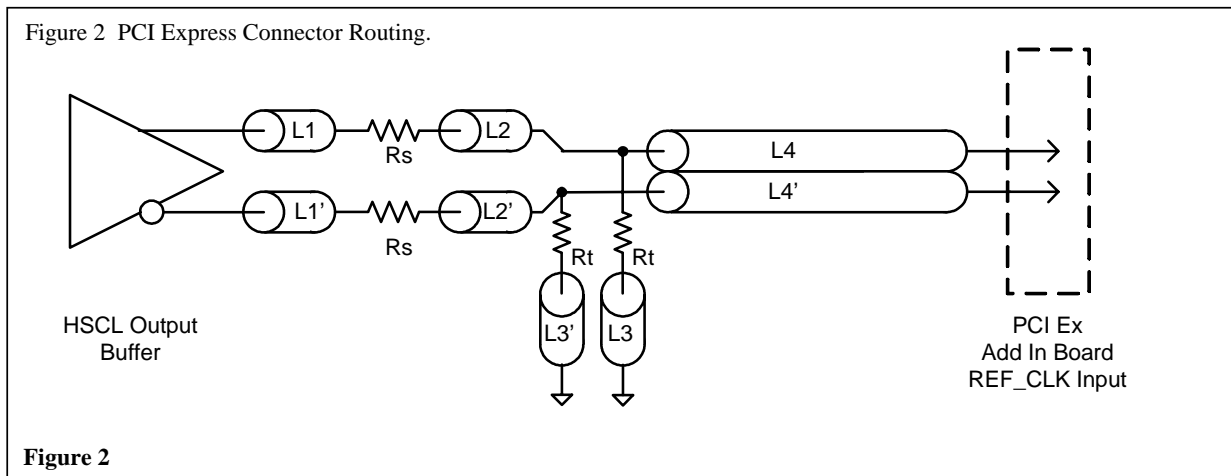 Figure 2 PCI Express Connector Routing.
L1
Rs
L2
L4
L1'
Rs
L2'
L4'
Rt
Rt
L3'
L3
HSCL Output
Buffer
PCI Ex
Add In Board
REF_CLK Input
Figure 2